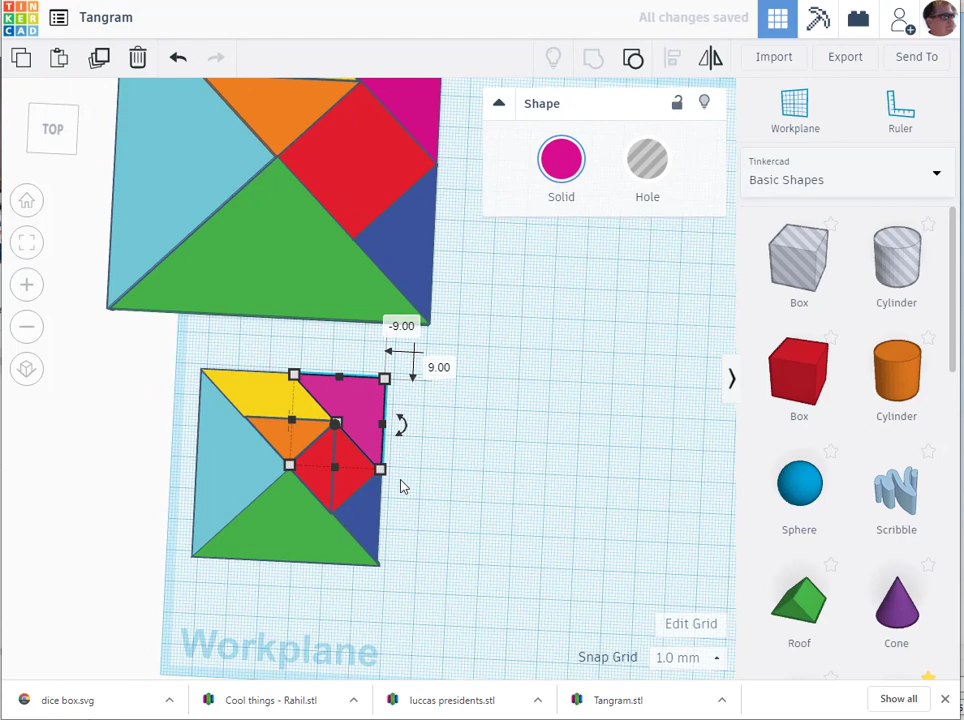 TIN
KER
CAD
Tangram
All changes saved
Import
Export
Send To
TOP
Shape
Solid
Hole
Workplane
Ruler
Tinkercad
Basic Shapes
Box
Cylinder
Box
Cylinder
Sphere
Scribble
Roof
Cone
-9.00
9.00
Workplane
Edit Grid
Snap Grid
1.0 mm
dice box.svg
Cool things - Rahil.stl
luccas presidents.stl
Tangram.stl
Show all